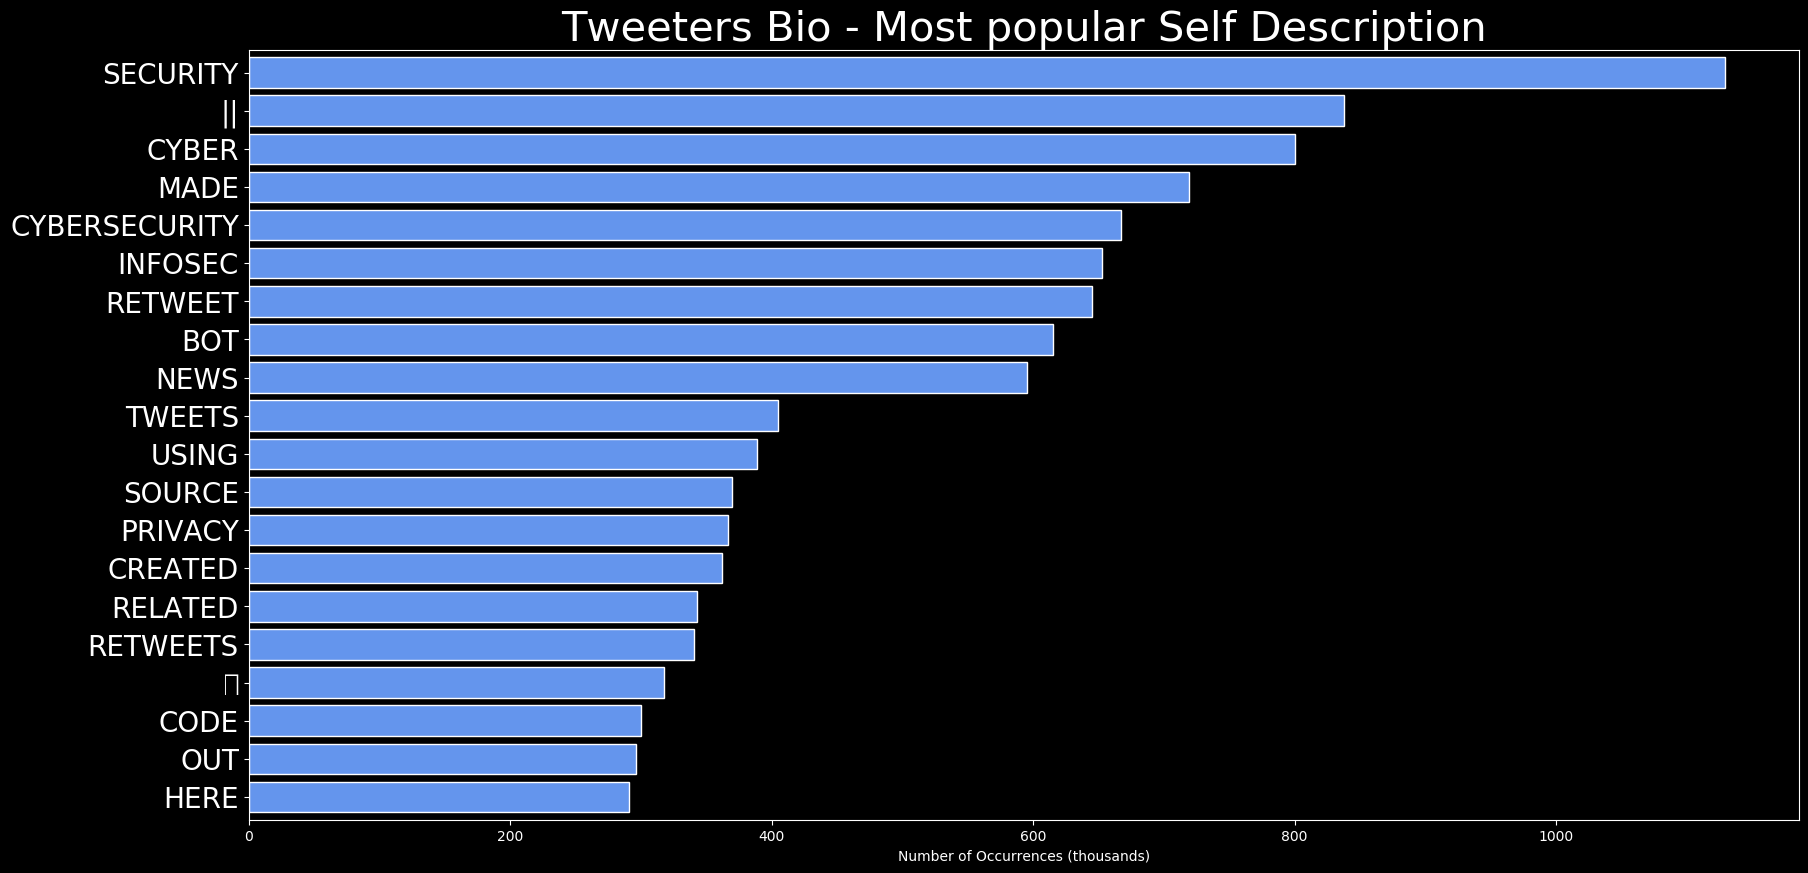 Tweeters Bio - Most popular Self Description
SECURITY
||
CYBER
MADE
CYBERSECURITY
INFOSEC
RETWEET
BOT
NEWS
TWEETS
USING
SOURCE
PRIVACY
CREATED
RELATED
RETWEETS
CODE
OUT
HERE
0 200 400 600 800 1000
Number of Occurrences (thousands)